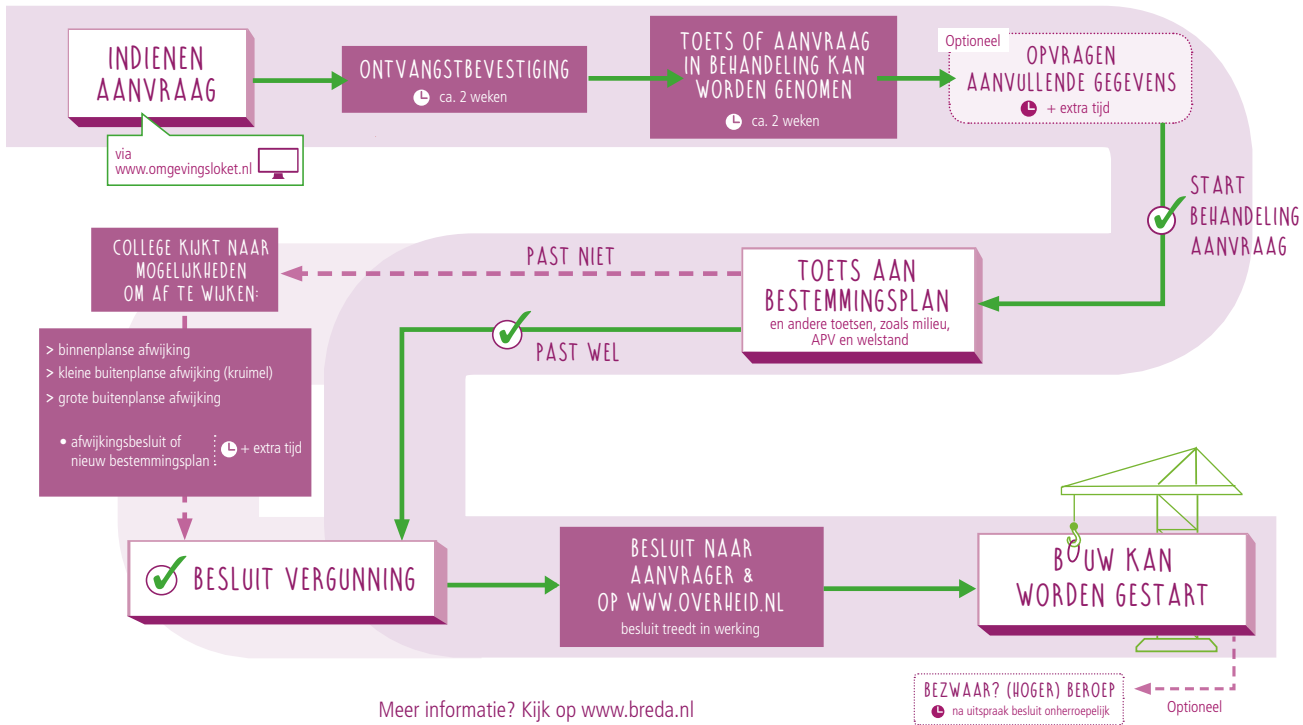 INDIENEN
AANVRAAG
via
www.omgevingsloket.nl
ONTVANGSTBEVESTIGING
ca. 2 weken
TOETS OF AANVRAAG
IN BEHANDELING KAN
WORDEN GENOMEN
ca. 2 weken
Optioneel
OPVRAGEN
AANVULLENDE GEGEVENS
+ extra tijd
START
BEHANDELING
AANVRAAG
TOETS AAN
BESTEMMINGSPLAN
en andere toetsen, zoals milieu,
APV en welstand
PAST NIET
PAST WEL
COLLEGE KIJKT NAAR
MOGELIJKHEDEN
OM AF TE WIJKEN:
> binnenplanse afwijking
> kleine buitenplanse afwijking (kruimel)
> grote buitenplanse afwijking
• afwijkingsbesluit of
nieuw bestemmingsplan
+ extra tijd
BESLUIT VERGUNNING
BESLUIT NAAR
AANVRAGER &
OP WWW.OVERHEID.NL
besluit treedt in werking
BOUW KAN
WORDEN GESTART
BEZWAAR? (HOGER) BEROEP
na uitspraak besluit onherroepelijk
Optioneel
Meer informatie? Kijk op www.breda.nl